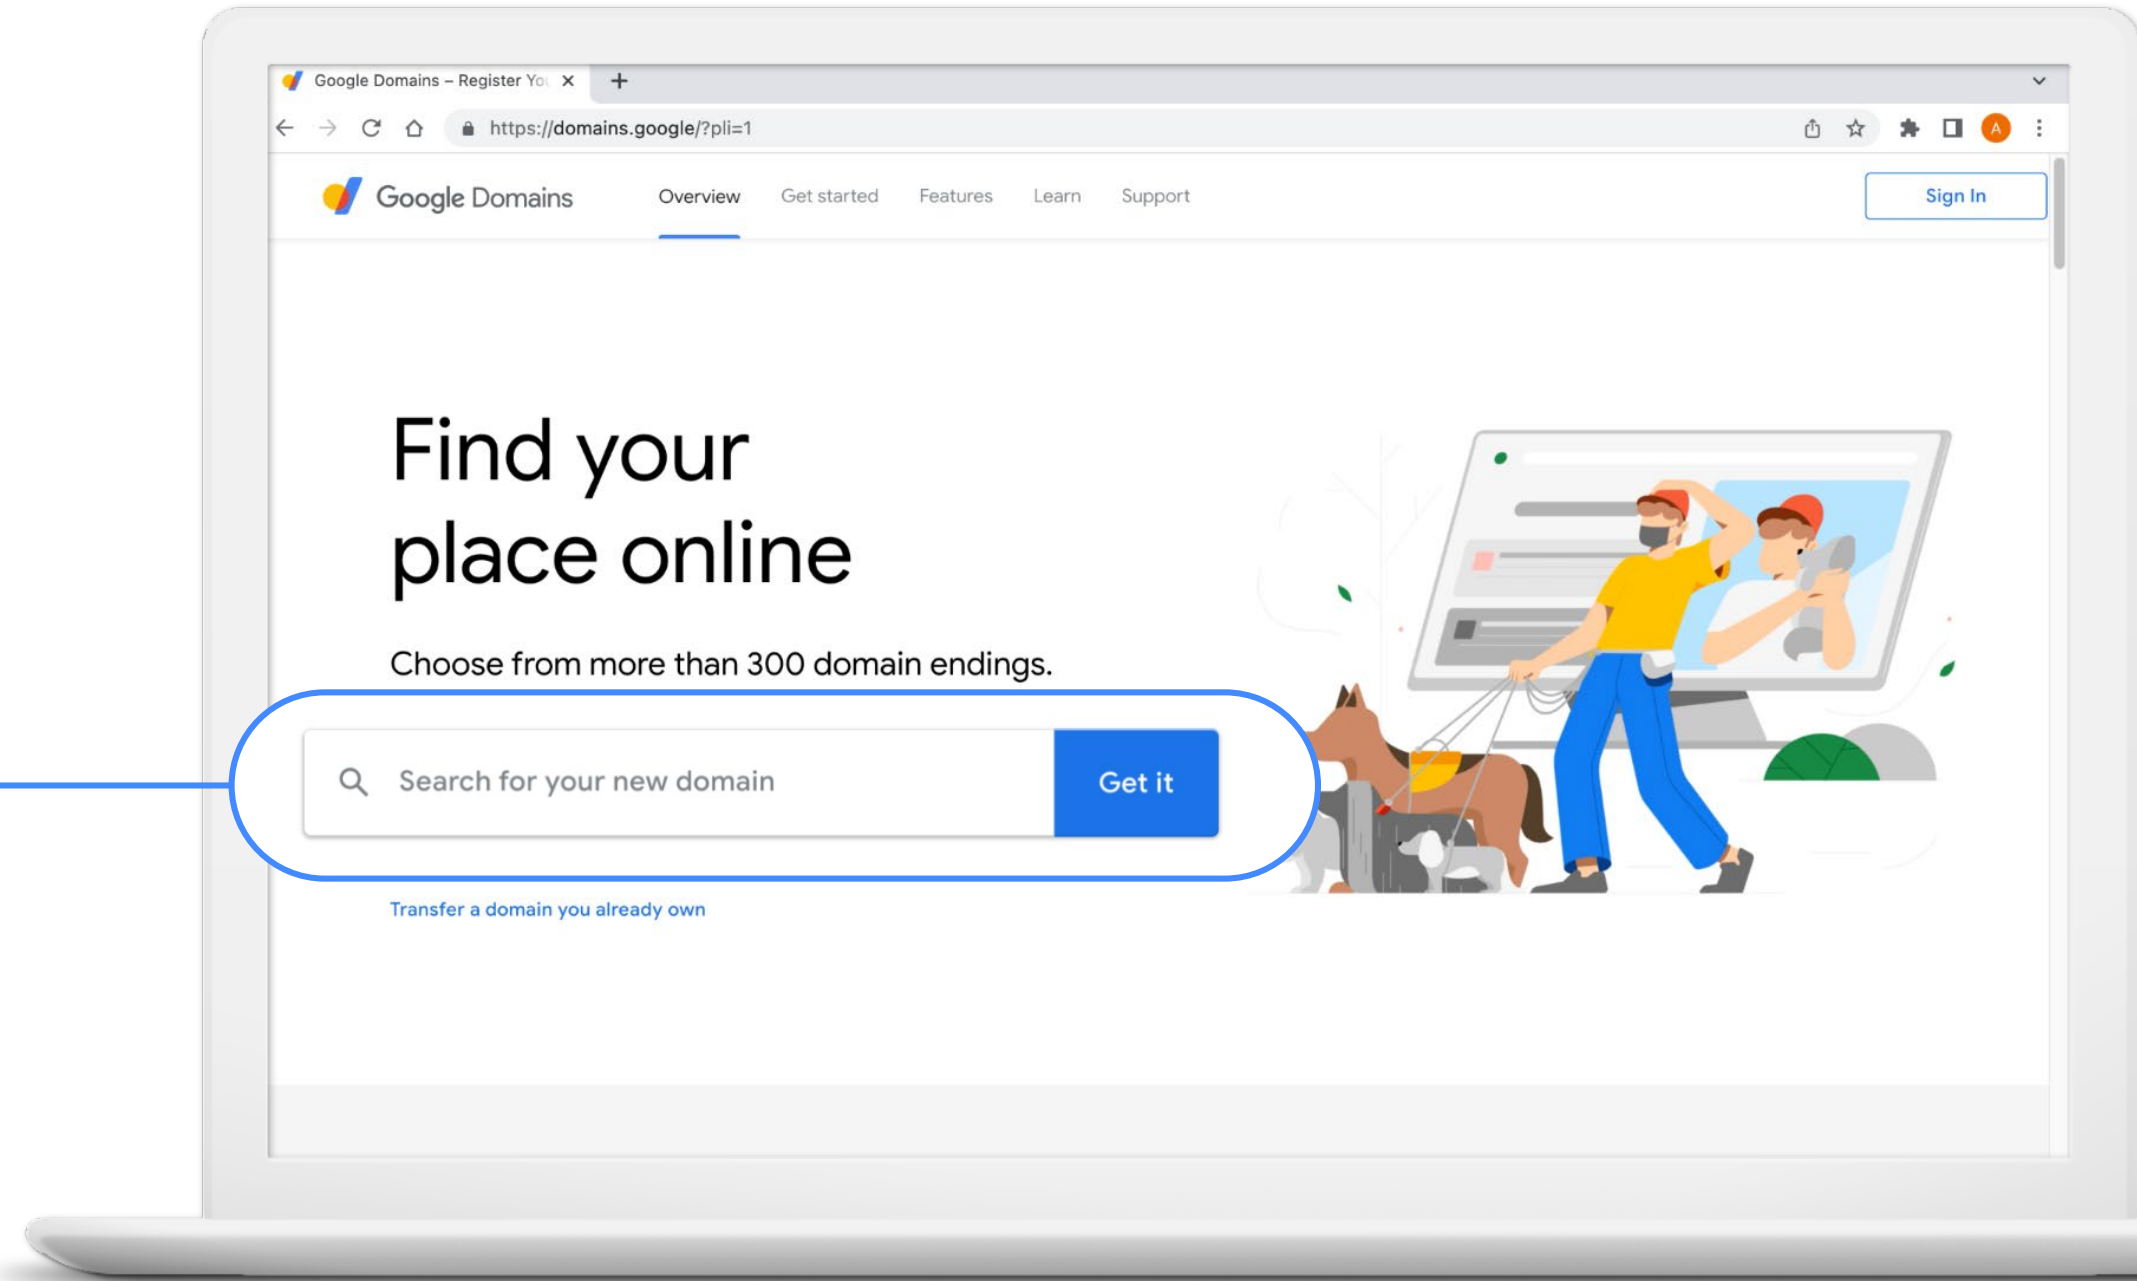 Google Domains – Register You
https://domains.google/?pli=1
A
Google Domains
Overview
Get started
Features
Learn
Support
Sign In
Find your
place online
Choose from more than 300 domain endings.
Search for your new domain
Get it
Transfer a domain you already own